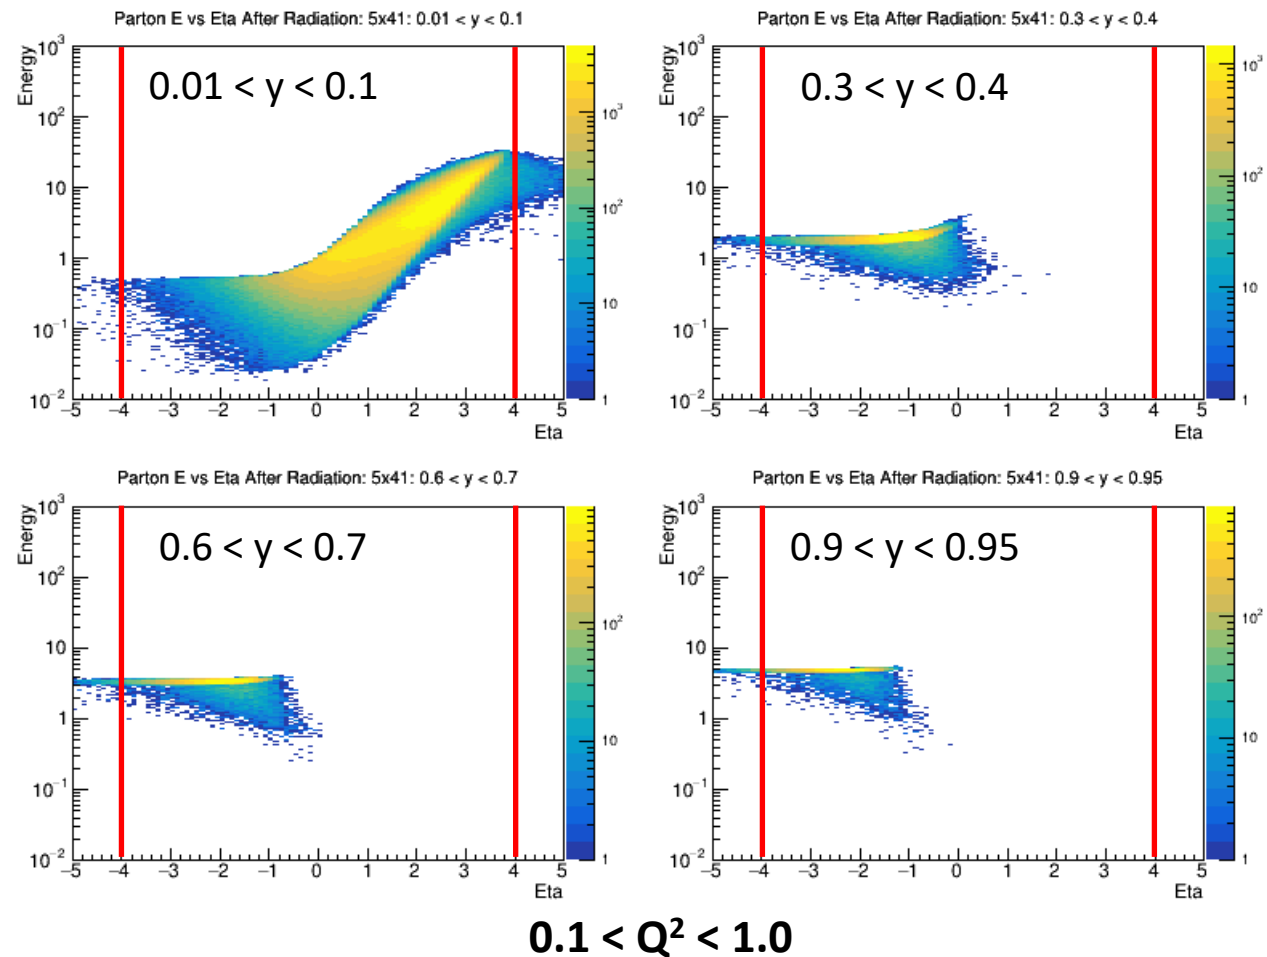 Parton E vs Eta After Radiation: 5x41: 0.01 < y < 0.1
Energy
10³
10²
10
1
10⁻¹
10⁻²
0.01 < y < 0.1
−5 −4 −3 −2 −1 0 1 2 3 4 5
Eta
10³
10²
10
1
Parton E vs Eta After Radiation: 5x41: 0.3 < y < 0.4
Energy
10³
10²
10
1
10⁻¹
10⁻²
0.3 < y < 0.4
−5 −4 −3 −2 −1 0 1 2 3 4 5
Eta
10³
10²
10
1
Parton E vs Eta After Radiation: 5x41: 0.6 < y < 0.7
Energy
10³
10²
10
1
10⁻¹
10⁻²
0.6 < y < 0.7
−5 −4 −3 −2 −1 0 1 2 3 4 5
Eta
10²
10
1
Parton E vs Eta After Radiation: 5x41: 0.9 < y < 0.95
Energy
10³
10²
10
1
10⁻¹
10⁻²
0.9 < y < 0.95
−5 −4 −3 −2 −1 0 1 2 3 4 5
Eta
10²
10
1
0.1 < Q² < 1.0